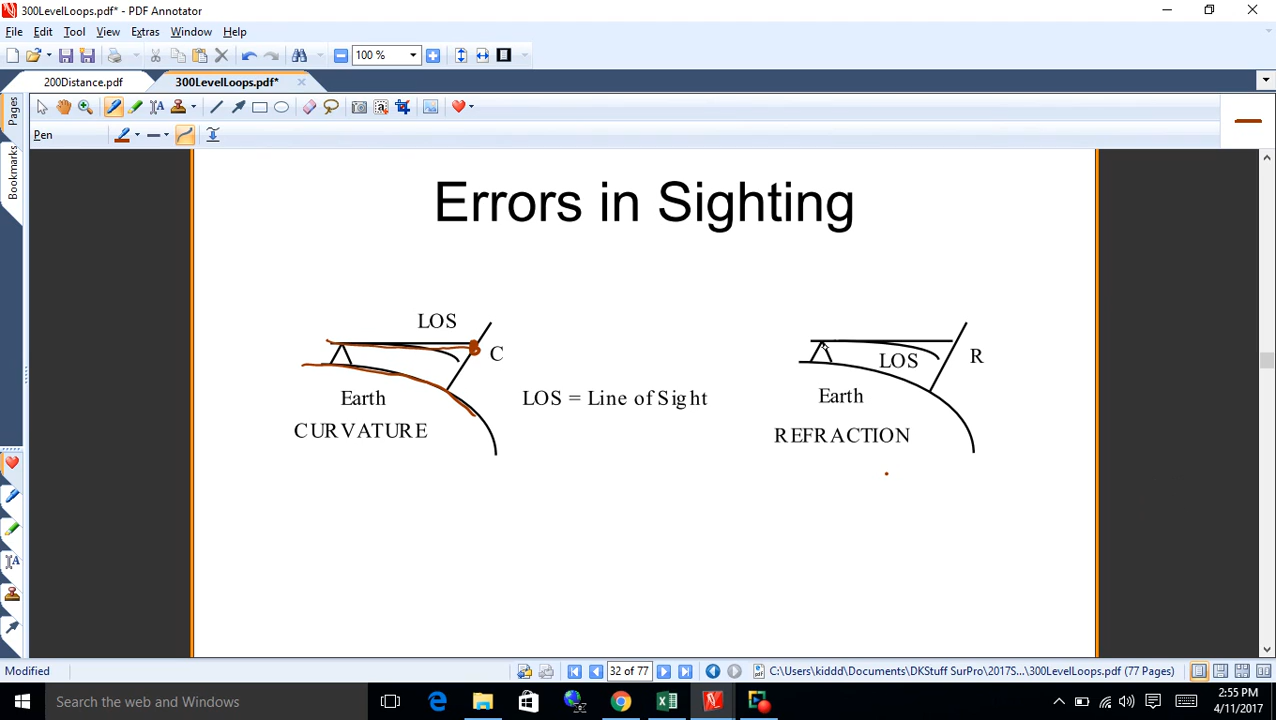 300LevelLoops.pdf* - PDF Annotator
File Edit Tool View Extras Window Help
100 %
200Distance.pdf 300LevelLoops.pdf*
Pages
Pen
Bookmarks
Errors in Sighting
LOS
C
Earth
CURVATURE
LOS = Line of Sight
LOS
R
Earth
REFRACTION
Modified
32 of 77
C:\Users\kiddd\Documents\DKStuff SurPro\2017S...\300LevelLoops.pdf (77 Pages)
Search the web and Windows
2:55 PM
4/11/2017